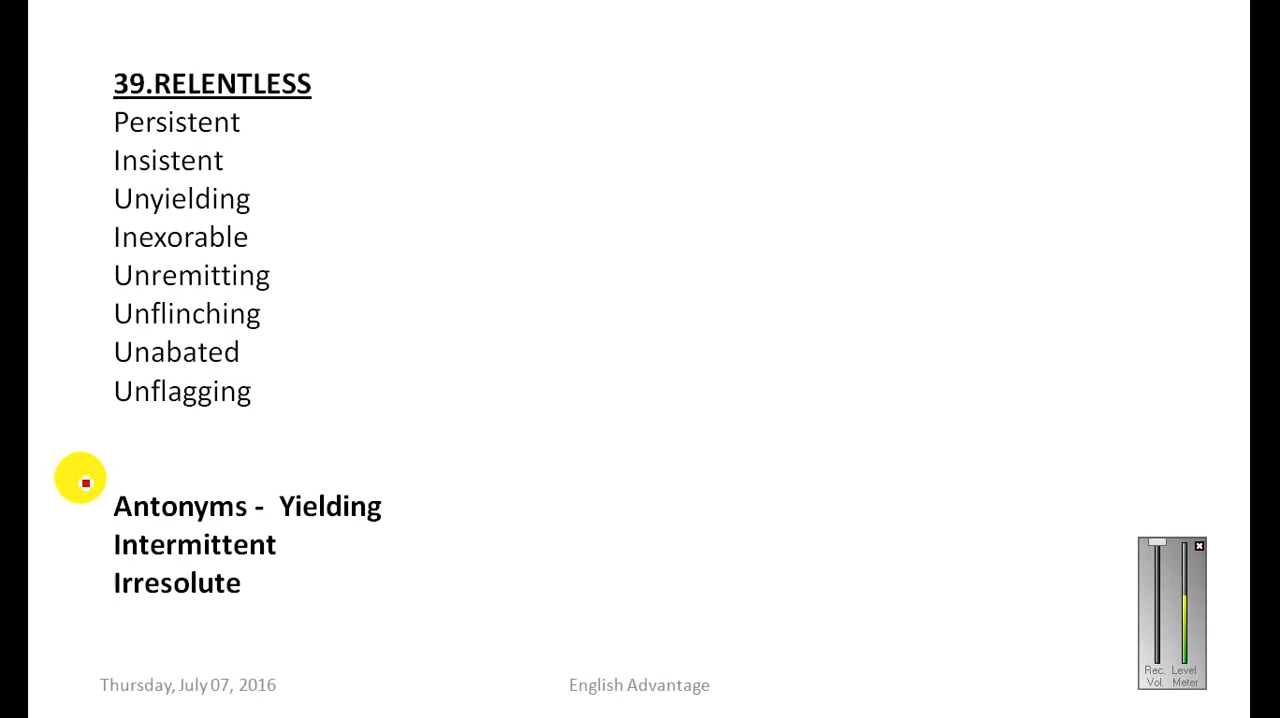 39.RELENTLESS
Persistent
Insistent
Unyielding
Inexorable
Unremitting
Unflinching
Unabated
Unflagging
Antonyms - Yielding
Intermittent
Irresolute
Thursday, July 07, 2016
English Advantage
Rec. Level
Vol. Meter